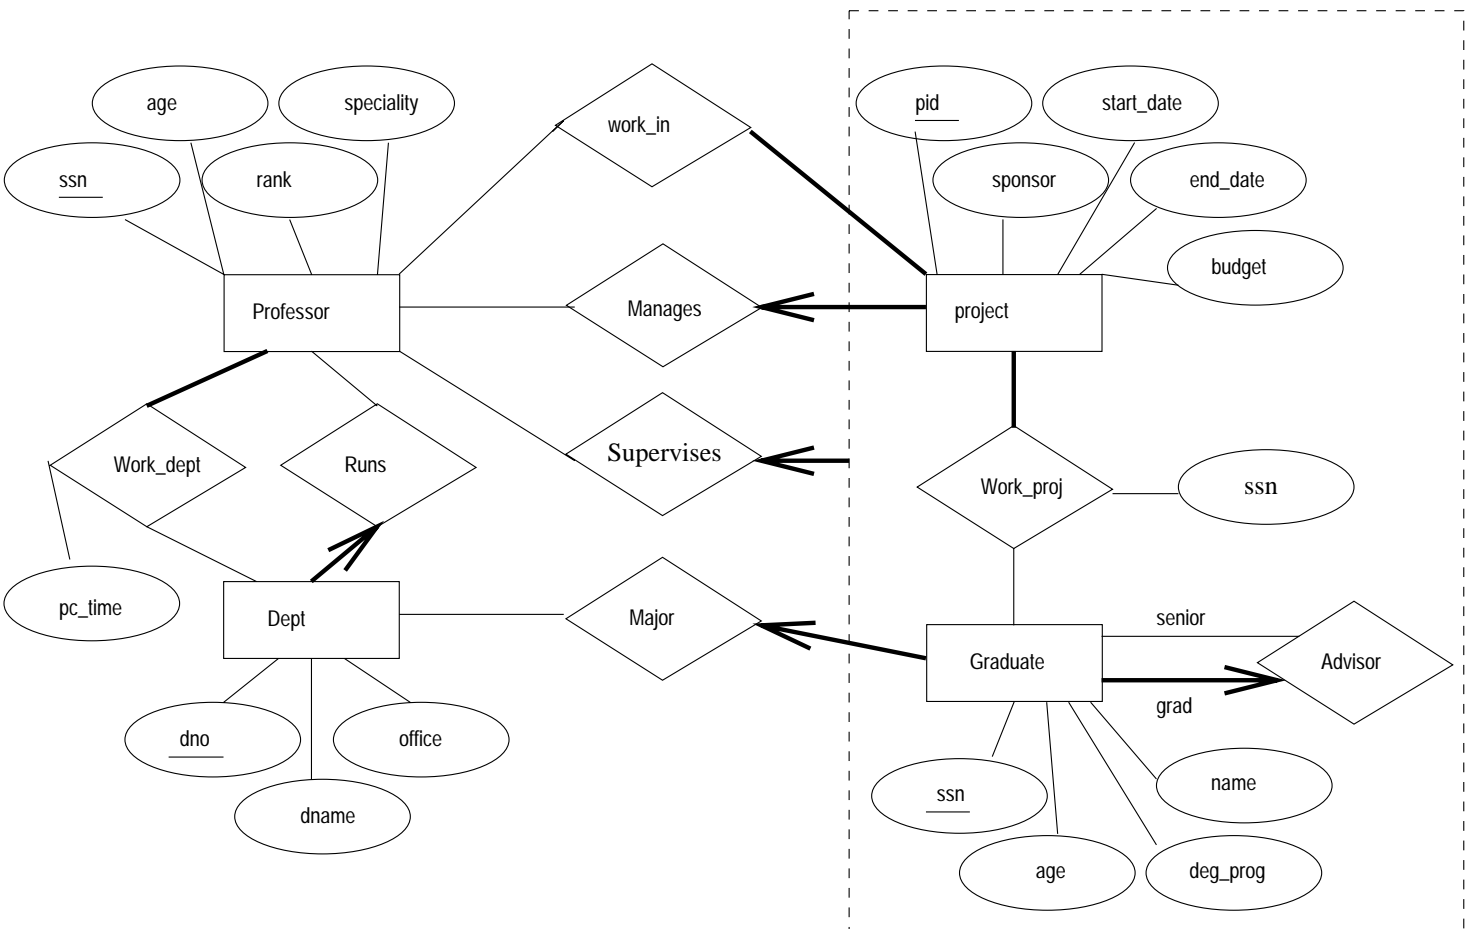 age
speciality
ssn
rank
work_in
pid
start_date
sponsor
end_date
budget
Professor
Manages
project
Work_dept
Runs
Supervises
Work_proj
ssn
pc_time
Dept
Major
senior
Graduate
Advisor
grad
dno
office
dname
ssn
name
age
deg_prog